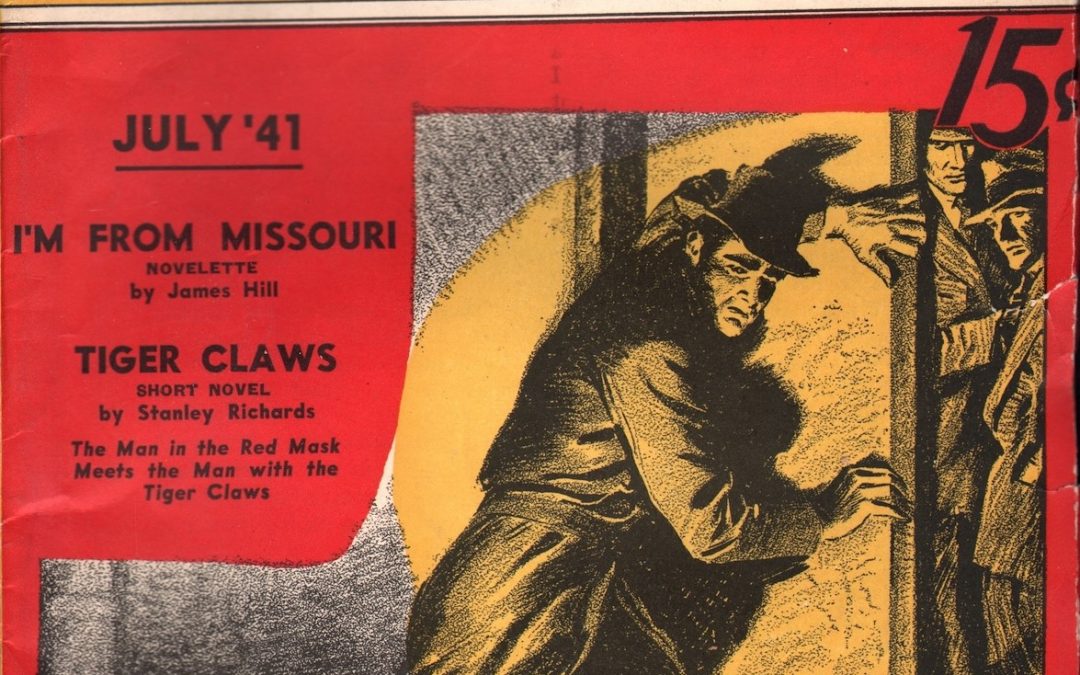 15¢
JULY '41
I'M FROM MISSOURI
NOVELETTE
by James Hill
TIGER CLAWS
SHORT NOVEL
by Stanley Richards
The Man in the Red Mask
Meets the Man with the
Tiger Claws